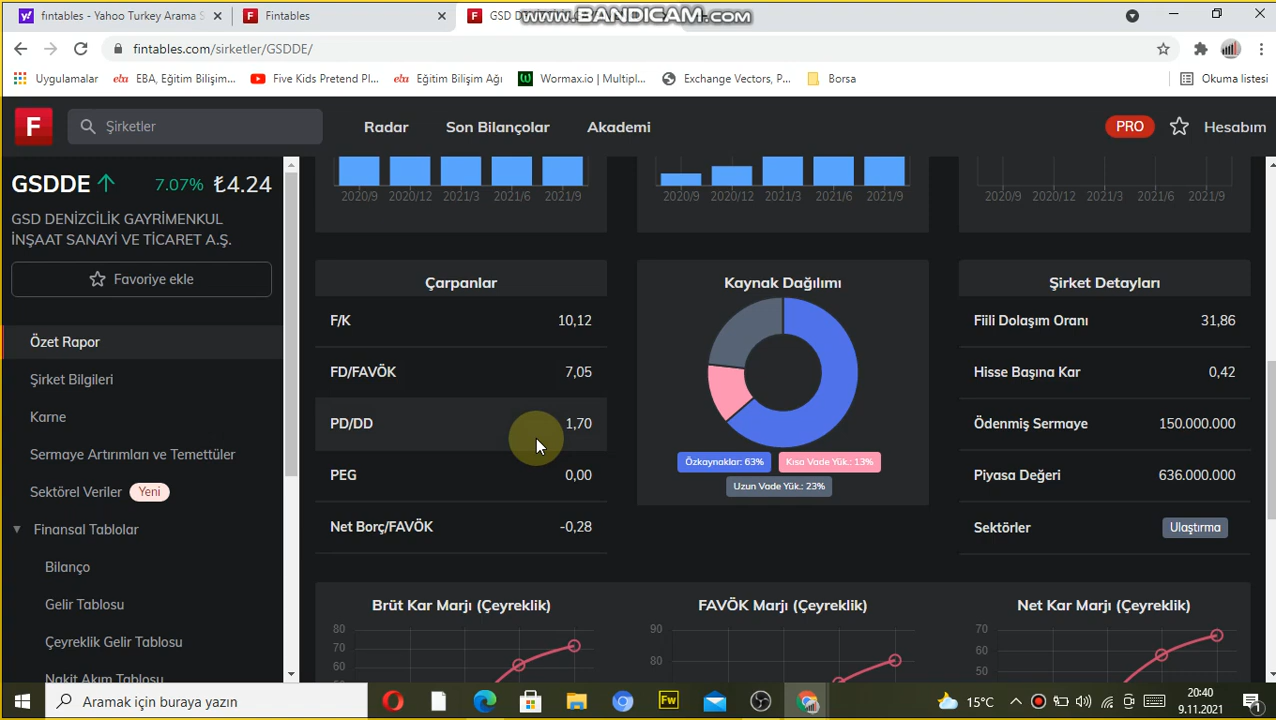 fintables - Yahoo Turkey Arama S
Fintables
GSD D
WWW.BANDICAM.COM
fintables.com/sirketler/GSDDE/
Uygulamalar
EBA, Eğitim Bilişim...
Five Kids Pretend Pl...
Eğitim Bilişim Ağı
Wormax.io | Multipl...
Exchange Vectors, P...
Borsa
Okuma listesi
F
Şirketler
Radar
Son Bilançolar
Akademi
PRO
Hesabım
GSDDE
7.07%
₺4.24
GSD DENİZCİLİK GAYRİMENKUL
İNŞAAT SANAYİ VE TİCARET A.Ş.
Favoriye ekle
Özet Rapor
Şirket Bilgileri
Karne
Sermaye Artırımları ve Temettüler
Sektörel Veriler Yeni
Finansal Tablolar
Bilanço
Gelir Tablosu
Çeyreklik Gelir Tablosu
Nakit Akım Tablosu
2020/9 2020/12 2021/3 2021/6 2021/9
2020/9 2020/12 2021/3 2021/6 2021/9
2020/9 2020/12 2021/3 2021/6 2021/9
Çarpanlar
F/K 10,12
FD/FAVÖK 7,05
PD/DD 1,70
PEG 0,00
Net Borç/FAVÖK -0,28
Kaynak Dağılımı
Özkaynaklar: 63% Kısa Vade Yük.: 13%
Uzun Vade Yük.: 23%
Şirket Detayları
Fiili Dolaşım Oranı 31,86
Hisse Başına Kar 0,42
Ödenmiş Sermaye 150.000.000
Piyasa Değeri 636.000.000
Sektörler Ulaştırma
Brüt Kar Marjı (Çeyreklik)
80
70
60
FAVÖK Marjı (Çeyreklik)
90
80
Net Kar Marjı (Çeyreklik)
70
60
50
Aramak için buraya yazın
Fw
15°C
20:40
9.11.2021
1